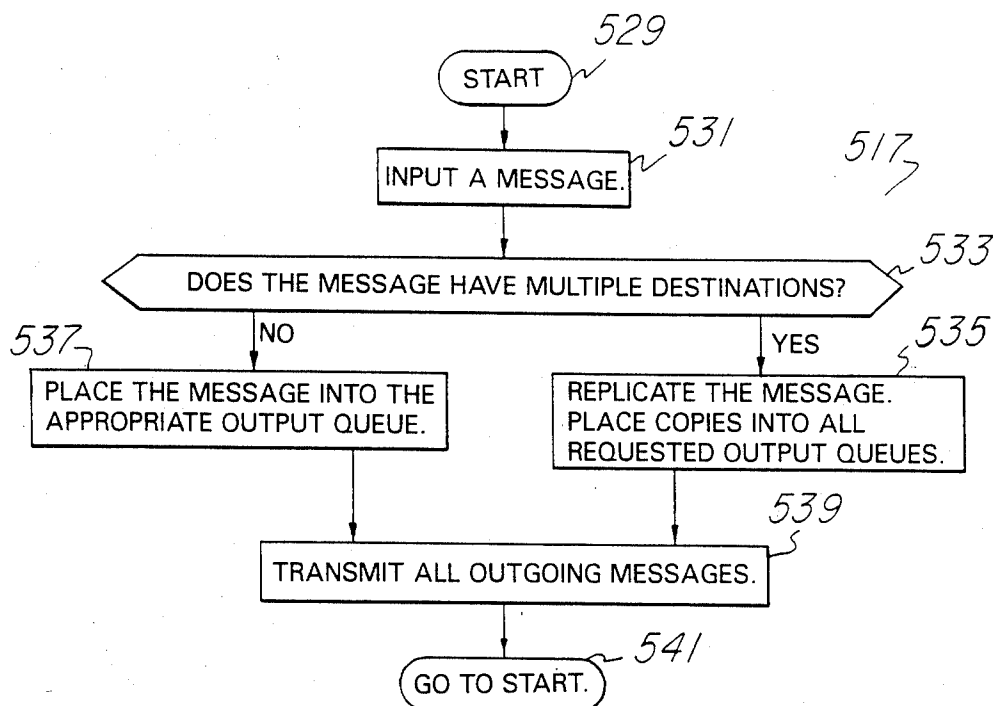 529
START
531
INPUT A MESSAGE.
517
533
DOES THE MESSAGE HAVE MULTIPLE DESTINATIONS?
NO
YES
537
PLACE THE MESSAGE INTO THE
APPROPRIATE OUTPUT QUEUE.
535
REPLICATE THE MESSAGE.
PLACE COPIES INTO ALL
REQUESTED OUTPUT QUEUES.
539
TRANSMIT ALL OUTGOING MESSAGES.
541
GO TO START.